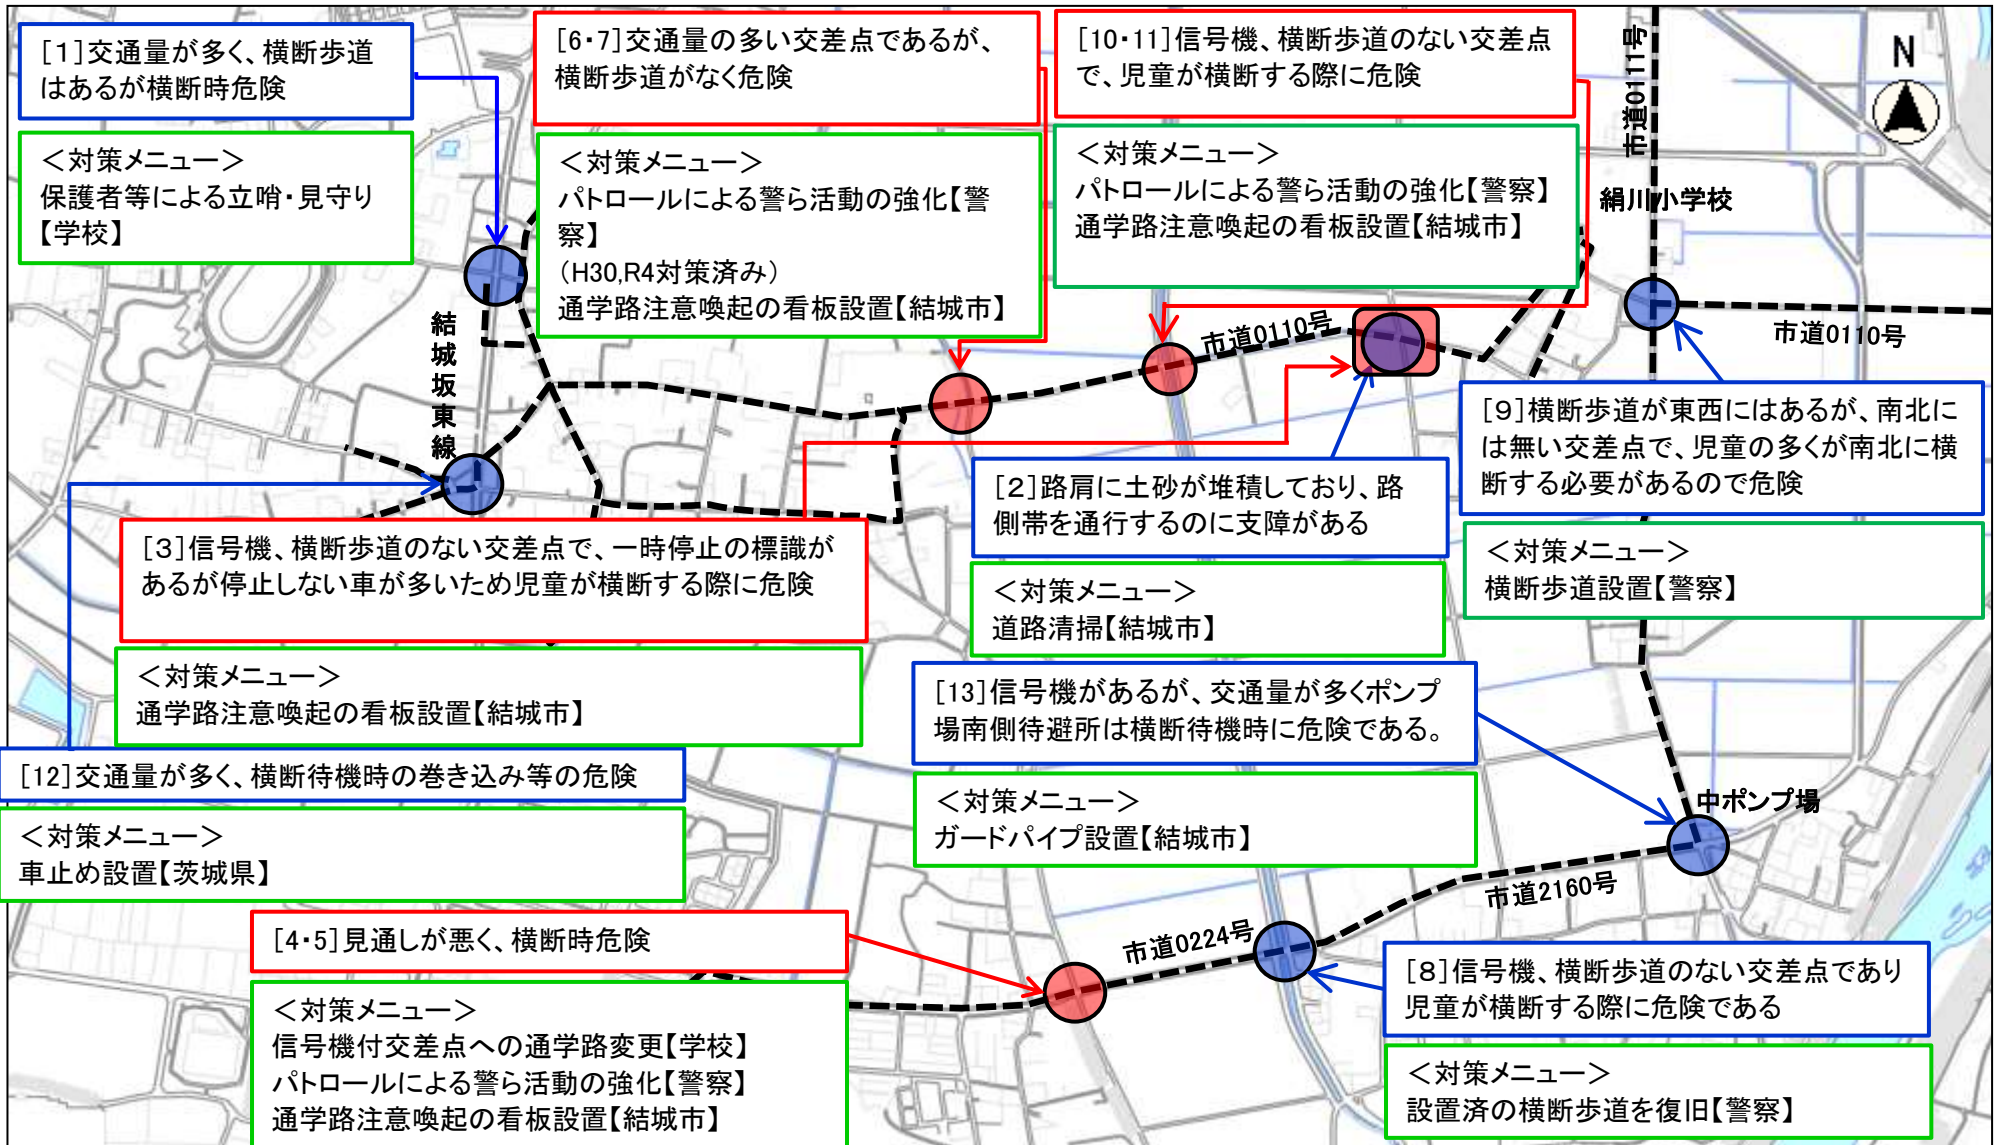 [1]交通量が多く、横断歩道
はあるが横断時危険
＜対策メニュー＞
保護者等による立哨・見守り
【学校】
[6・7]交通量の多い交差点であるが、
横断歩道がなく危険
＜対策メニュー＞
パトロールによる警ら活動の強化【警
察】
（H30,R4対策済み）
通学路注意喚起の看板設置【結城市】
[10・11]信号機、横断歩道のない交差点
で、児童が横断する際に危険
＜対策メニュー＞
パトロールによる警ら活動の強化【警察】
通学路注意喚起の看板設置【結城市】
市道0111号
N
絹川小学校
結城坂東線
市道0110号
市道0110号
[9]横断歩道が東西にはあるが、南北に
は無い交差点で、児童の多くが南北に横
断する必要があるので危険
＜対策メニュー＞
横断歩道設置【警察】
[2]路肩に土砂が堆積しており、路
側帯を通行するのに支障がある
＜対策メニュー＞
道路清掃【結城市】
[3]信号機、横断歩道のない交差点で、一時停止の標識が
あるが停止しない車が多いため児童が横断する際に危険
＜対策メニュー＞
通学路注意喚起の看板設置【結城市】
[13]信号機があるが、交通量が多くポンプ
場南側待避所は横断待機時に危険である。
＜対策メニュー＞
ガードパイプ設置【結城市】
[12]交通量が多く、横断待機時の巻き込み等の危険
＜対策メニュー＞
車止め設置【茨城県】
中ポンプ場
市道2160号
市道0224号
[4・5]見通しが悪く、横断時危険
＜対策メニュー＞
信号機付交差点への通学路変更【学校】
パトロールによる警ら活動の強化【警察】
通学路注意喚起の看板設置【結城市】
[8]信号機、横断歩道のない交差点であり
児童が横断する際に危険である
＜対策メニュー＞
設置済の横断歩道を復旧【警察】